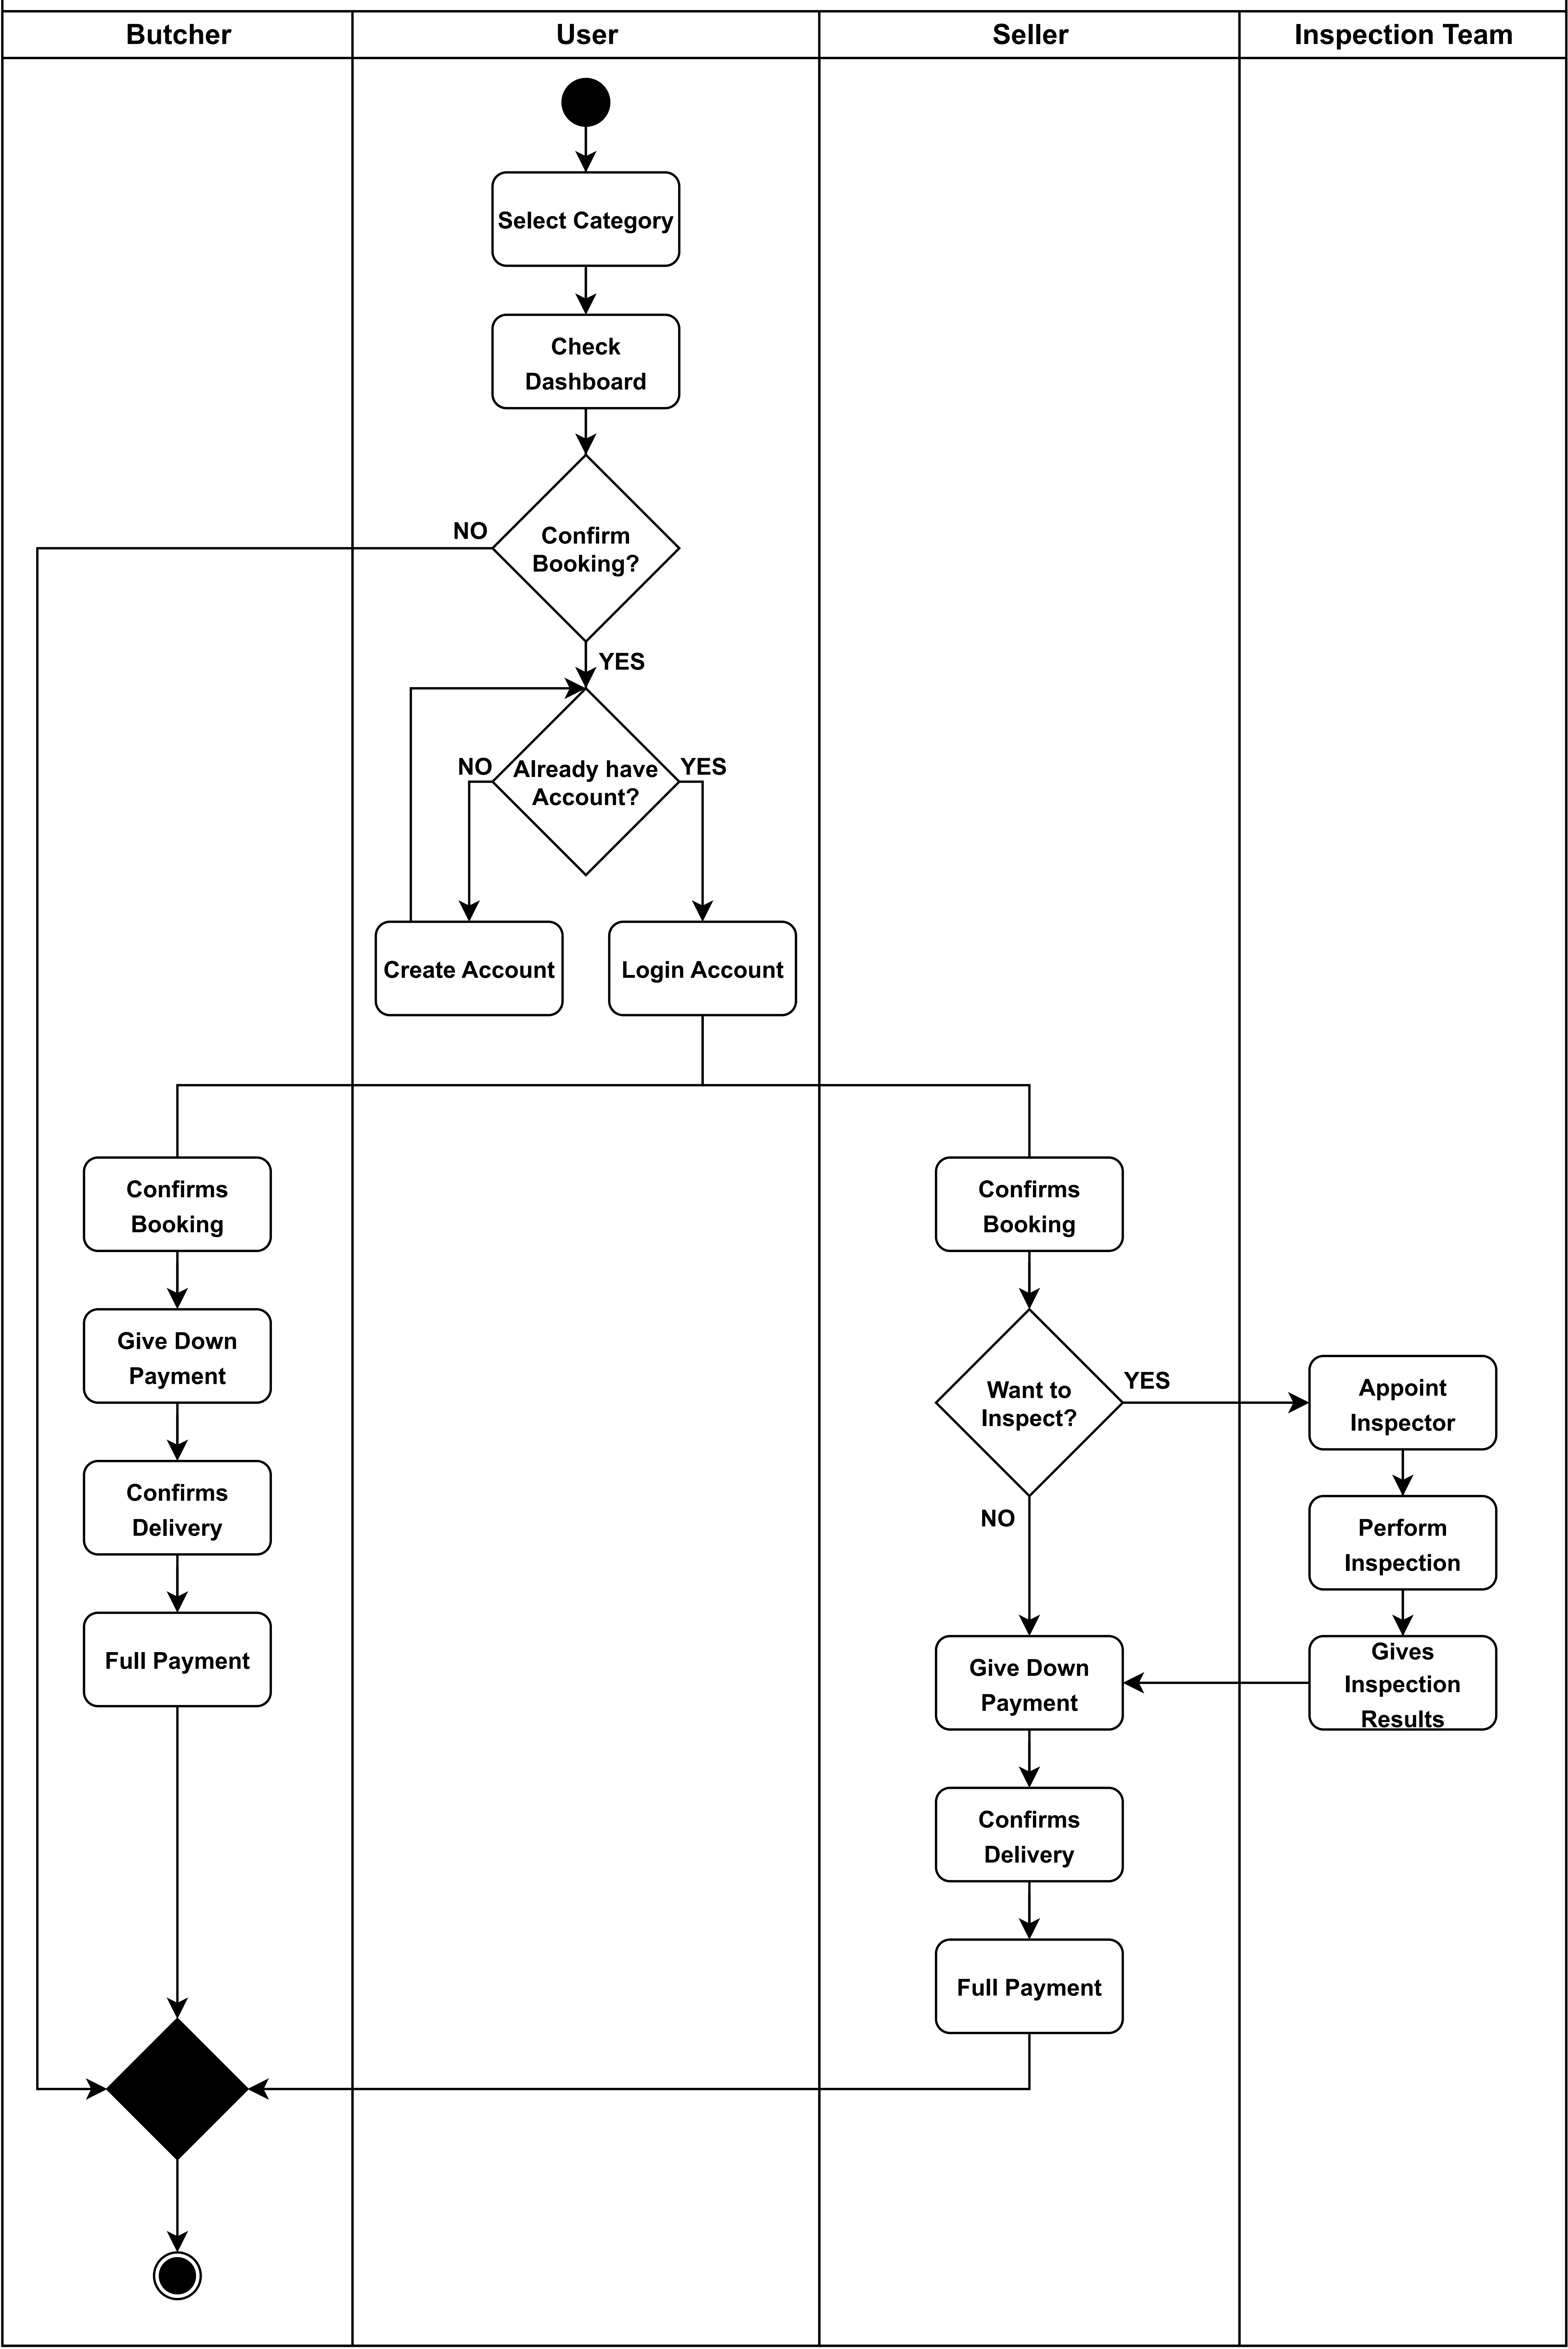 Butcher
User
Seller
Inspection Team
Select Category
Check
Dashboard
Confirm
Booking?
NO
YES
Already have
Account?
NO
YES
Create Account
Login Account
Confirms
Booking
Give Down
Payment
Confirms
Delivery
Full Payment
Confirms
Booking
Want to
Inspect?
YES
NO
Appoint
Inspector
Perform
Inspection
Gives
Inspection
Results
Give Down
Payment
Confirms
Delivery
Full Payment